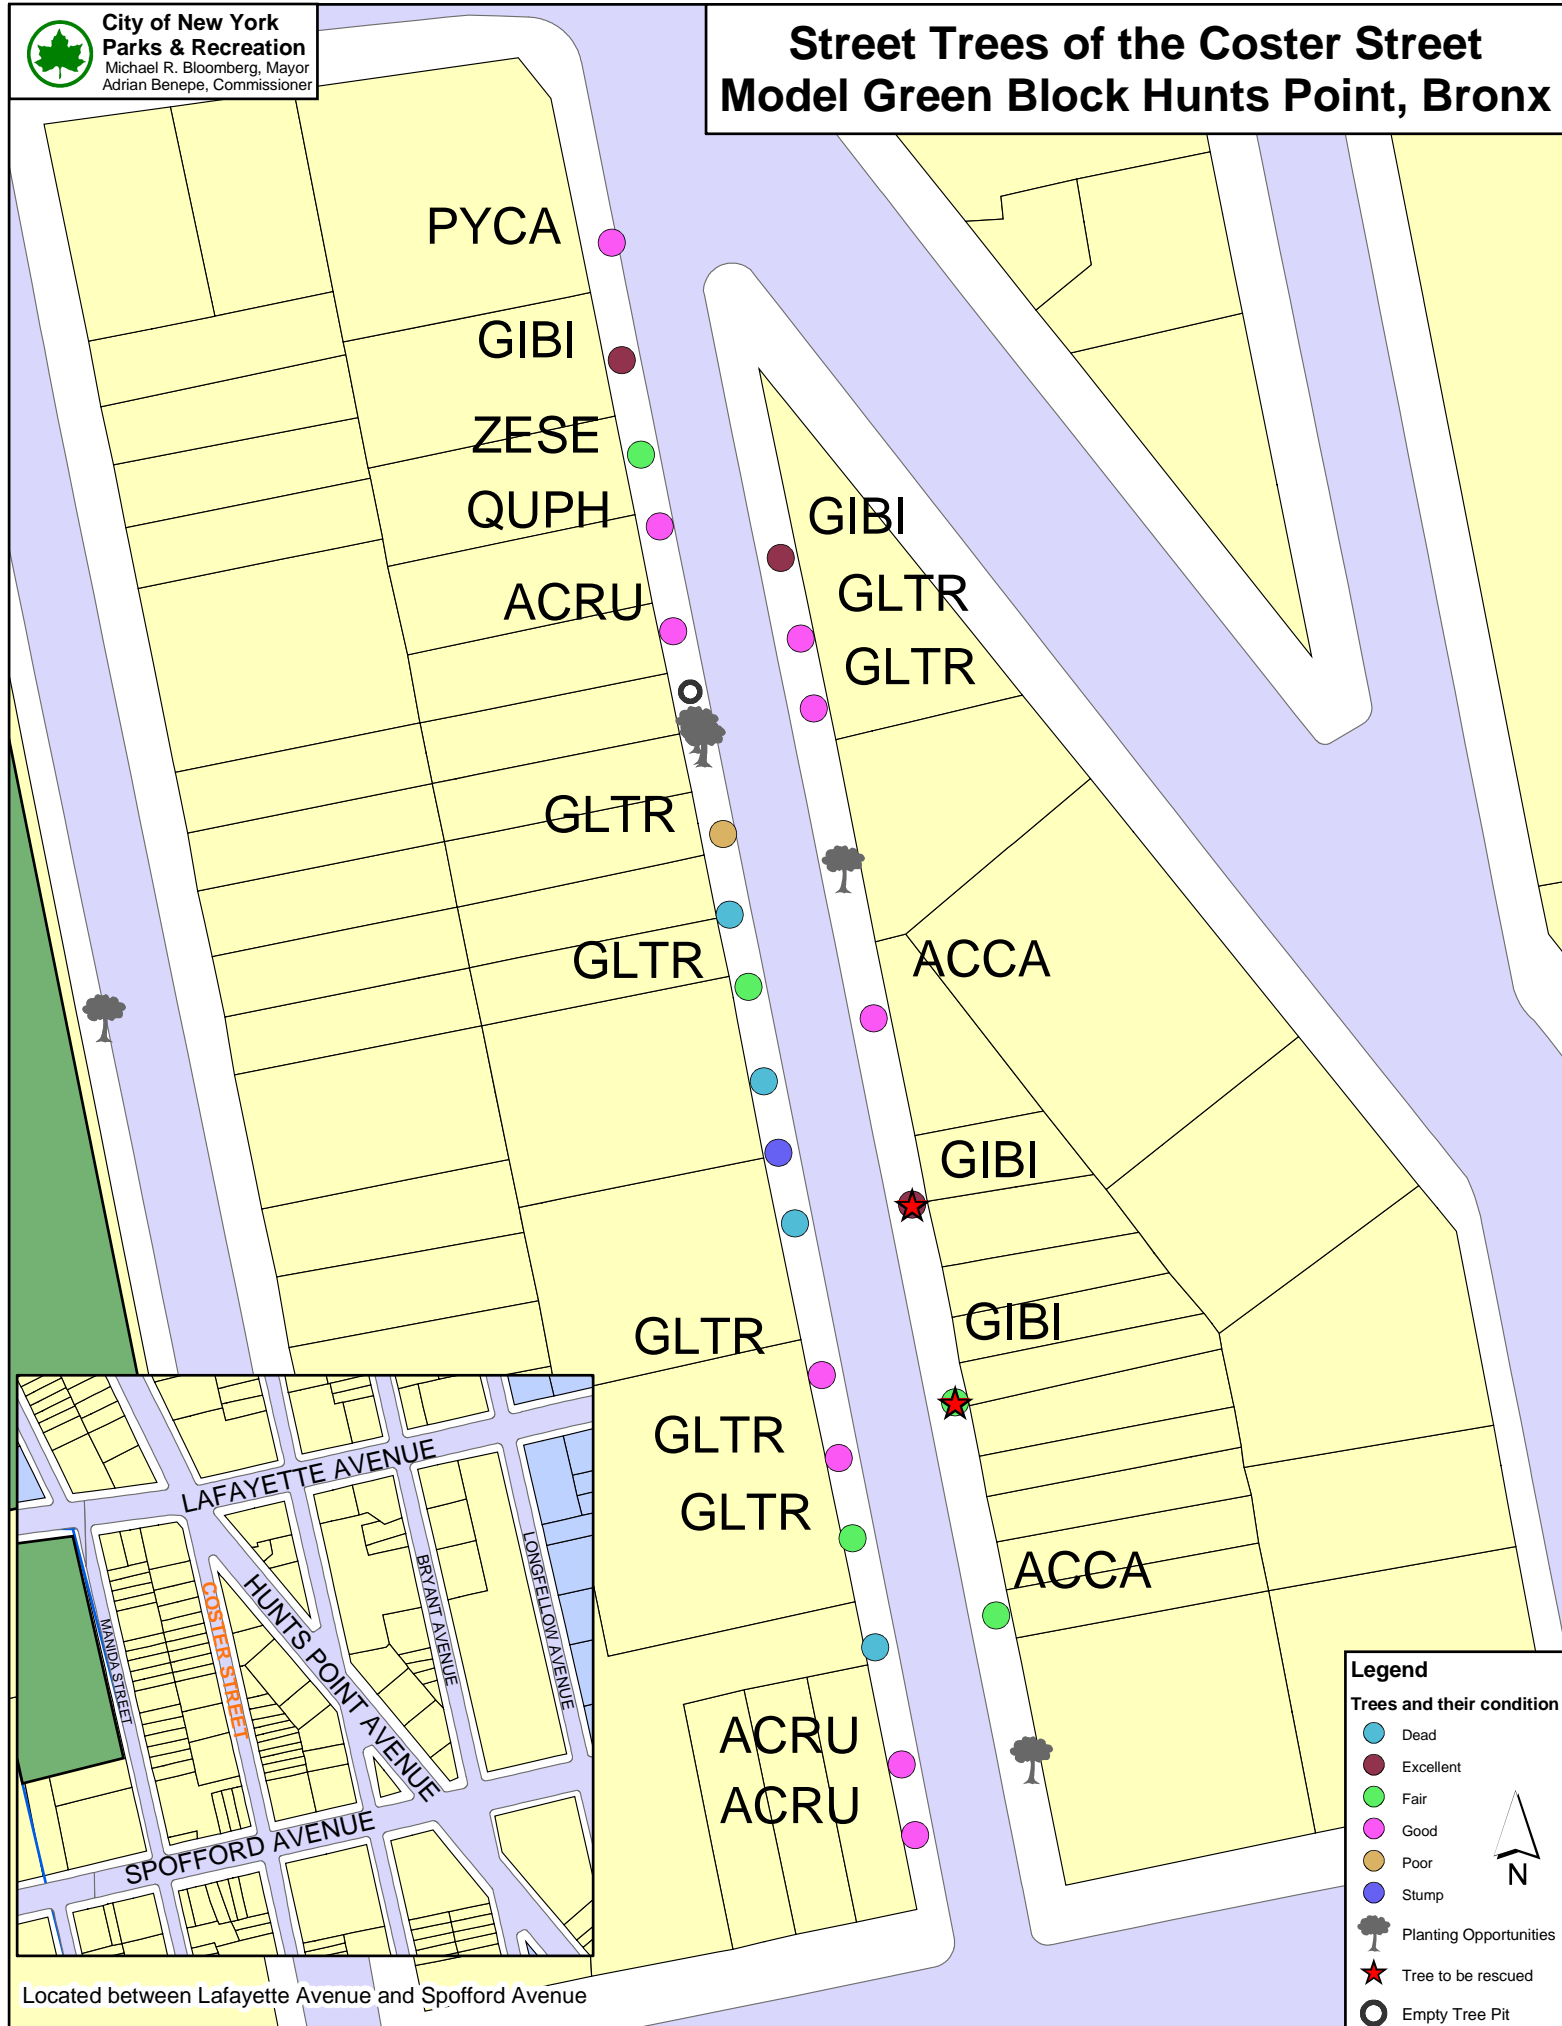 City of New York
Parks & Recreation
Michael R. Bloomberg, Mayor
Adrian Benepe, Commissioner
Street Trees of the Coster Street
Model Green Block Hunts Point, Bronx
PYCA
GIBI
ZESE
QUPH
ACRU
GIBI
GLTR
GLTR
GLTR
GLTR
ACCA
GIBI
GIBI
GLTR
GLTR
GLTR
ACCA
ACRU
ACRU
LAFAYETTE AVENUE
MANIDA STREET
COSTER STREET
HUNTS POINT AVENUE
BRYANT AVENUE
LONGFELLOW AVENUE
SPOFFORD AVENUE
Located between Lafayette Avenue and Spofford Avenue
Legend
Trees and their condition
Dead
Excellent
Fair
Good
Poor
Stump
N
Planting Opportunities
Tree to be rescued
Empty Tree Pit